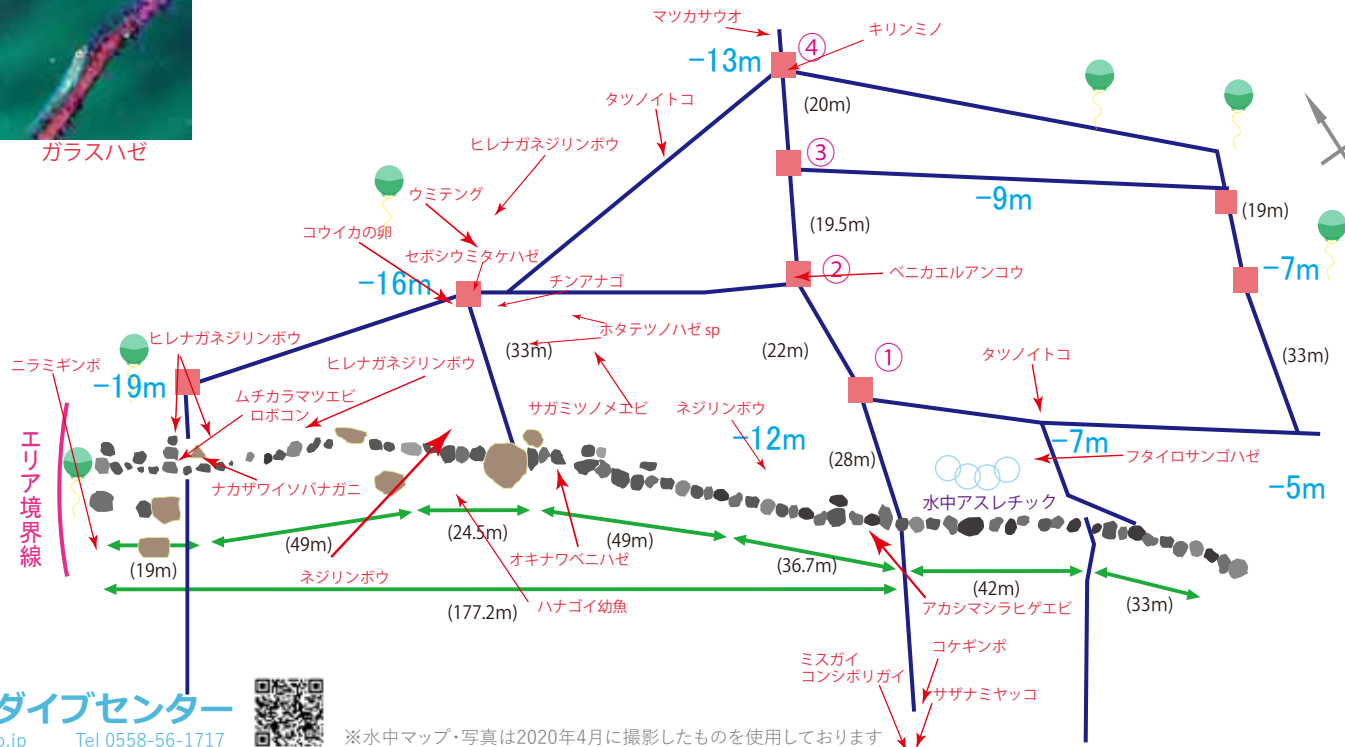 ガラスハゼ
マツカサウオ
キリンミノ
④
-13m
(20m)
タツノイトコ
ヒレナガネジリンボウ
③
-9m
(19m)
ウミテング
(19.5m)
コウイカの卵
セボシウミタケハゼ
②
ベニカエルアンコウ
-7m
-16m
チンアナゴ
ホタテツノハゼ sp
(33m)
(22m)
(33m)
ヒレナガネジリンボウ
ニラミギンポ
-19m
ヒレナガネジリンボウ
①
タツノイトコ
ムチカラマツエビ
ロボコン
サガミツノメエビ
ネジリンボウ
-12m
-7m
エリア境界線
(28m)
フタイロサンゴハゼ
-5m
ナカザワイソバナガニ
水中アスレチック
(49m)
(24.5m)
(49m)
オキナワベニハゼ
(36.7m)
(19m)
ネジリンボウ
(42m)
(33m)
(177.2m)
ハナゴイ幼魚
アカシマシラヒゲエビ
コケギンポ
ミスガイ
コンシボリガイ
サザナミヤッコ
ダイブセンター
o.jp Tel 0558-56-1717
※水中マップ・写真は2020年4月に撮影したものを使用しております